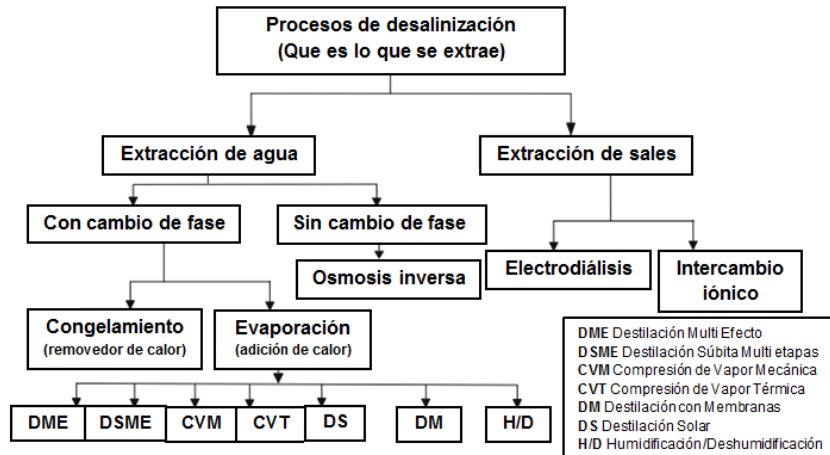 Procesos de desalinización
(Que es lo que se extrae)
Extracción de agua
Extracción de sales
Con cambio de fase
Sin cambio de fase
Osmosis inversa
Electrodiálisis
Intercambio
iónico
Congelamiento
(removedor de calor)
Evaporación
(adición de calor)
DME
DSME
CVM
CVT
DS
DM
H/D
DME Destilación Multi Efecto
DSME Destilación Súbita Multi etapas
CVM Compresión de Vapor Mecánica
CVT Compresión de Vapor Térmica
DM Destilación con Membranas
DS Destilación Solar
H/D Humidificación/Deshumidificación